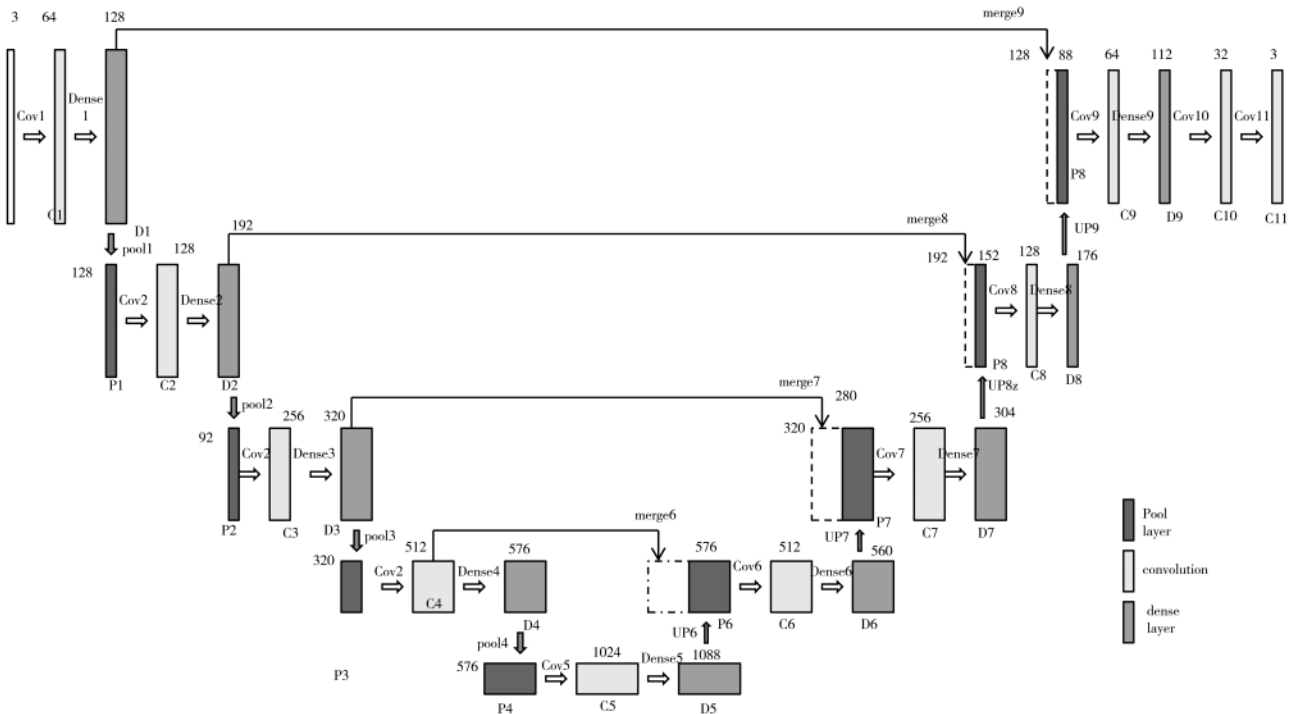 3
64
128
merge9
Cov1
Dense
1
C1
D1
128
88
64
112
32
3
Cov9
Dense9
Cov10
Cov11
P8
C9
D9
C10
C11
pool1
UP9
128
128
192
merge8
Cov2
Dense2
P1
C2
D2
192
152
128
176
Cov8
Dense8
P8
C8
D8
pool2
UP8z
92
256
320
merge7
Cov2
Dense3
P2
C3
D3
280
320
256
304
Cov7
Dense7
P7
C7
D7
pool3
UP7
320
512
576
merge6
Cov2
Dense4
C4
D4
576
512
560
Cov6
Dense6
P6
C6
D6
pool4
UP6
P3
576
1024
1088
Cov5
Dense5
P4
C5
D5
Pool
layer
convolution
dense
layer